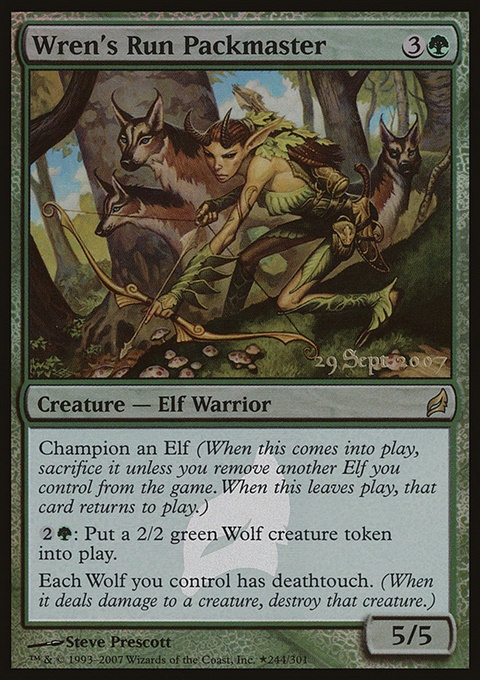 Wren's Run Packmaster 3
29 Sept 2007
Creature — Elf Warrior
Champion an Elf (When this comes into play,
sacrifice it unless you remove another Elf you
control from the game. When this leaves play, that
card returns to play.)
2: Put a 2/2 green Wolf creature token
into play.
Each Wolf you control has deathtouch. (When
it deals damage to a creature, destroy that creature.)
Steve Prescott
5/5
™ & © 1993–2007 Wizards of the Coast, Inc. ★244/301